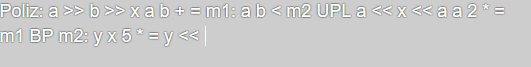 Poliz: a >> b >> x a b + = m1: a b < m2 UPL a << x << a a 2 * =
m1 BP m2: y x 5 * = y <<